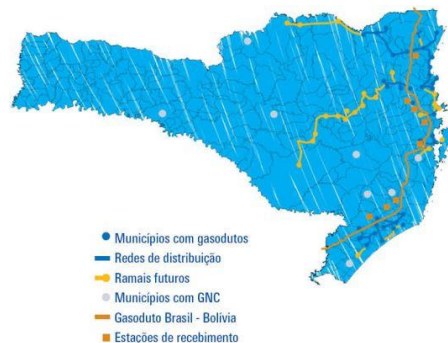 Municípios com gasodutos
Redes de distribuição
Ramais futuros
Municípios com GNC
Gasoduto Brasil - Bolívia
Estações de recebimento